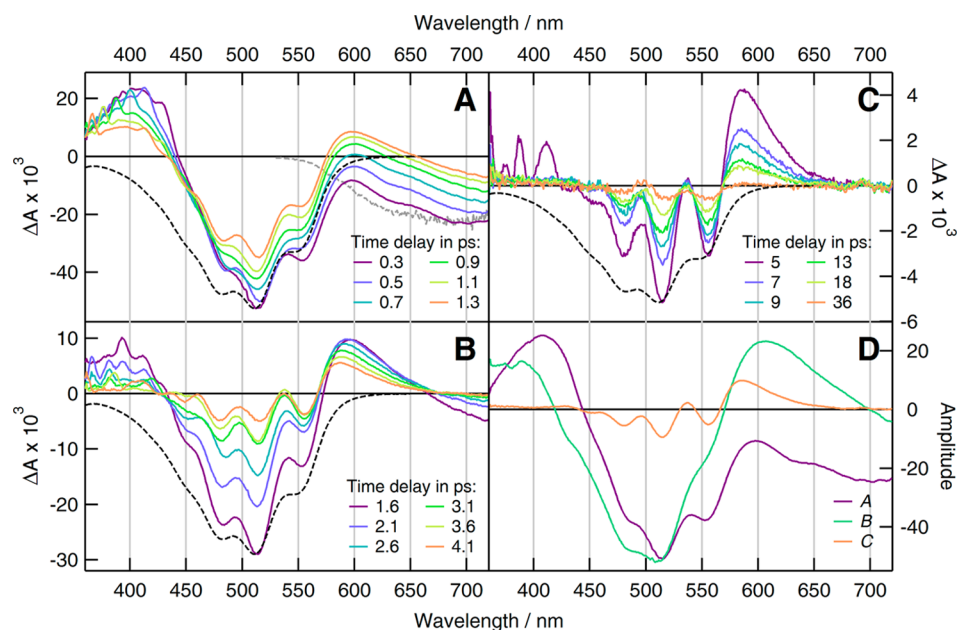 Wavelength / nm
400 450 500 550 600 650 700 400 450 500 550 600 650 700
A
20
0
-20
-40
ΔA x 10³
Time delay in ps:
0.3 0.9
0.5 1.1
0.7 1.3
C
4
2
0
-2
-4
-6
ΔA x 10³
Time delay in ps:
5 13
7 18
9 36
B
10
0
-10
-20
-30
ΔA x 10³
Time delay in ps:
1.6 3.1
2.1 3.6
2.6 4.1
D
20
0
-20
-40
Amplitude
A
B
C
400 450 500 550 600 650 700 400 450 500 550 600 650 700
Wavelength / nm